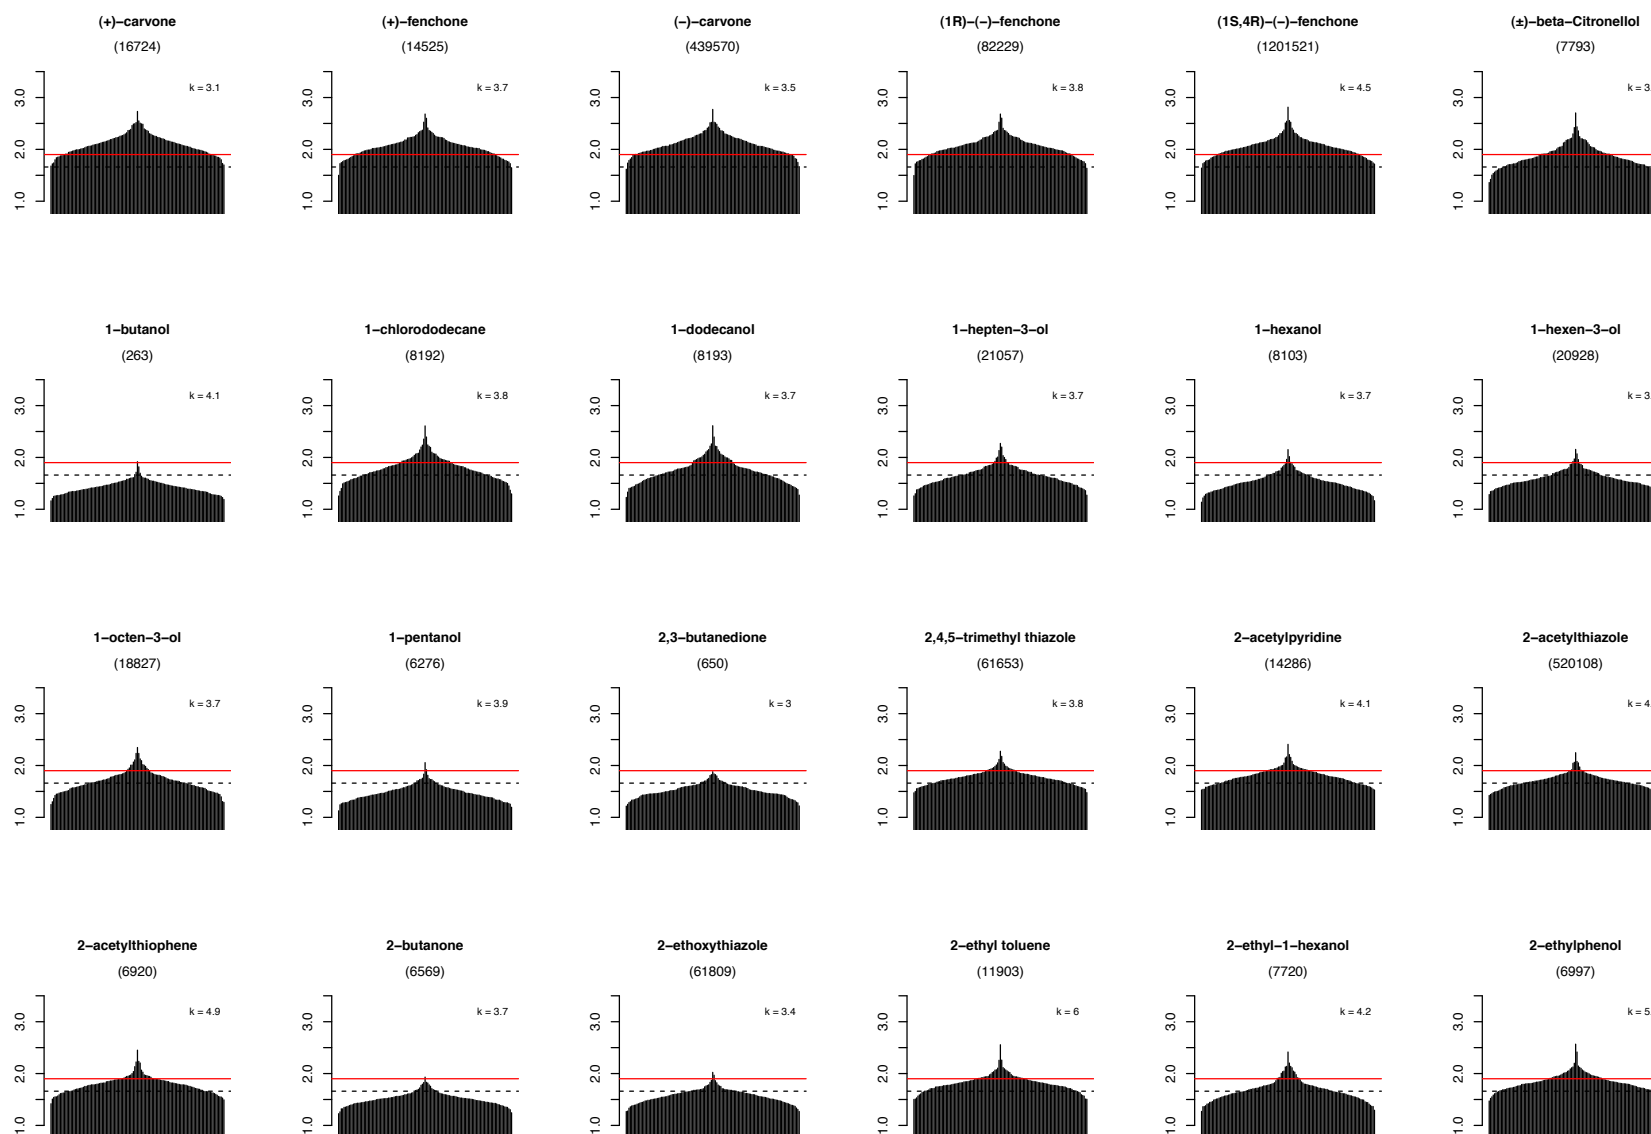 (+)−carvone
(16724)
k = 3.1
3.0
2.0
1.0
(+)−fenchone
(14525)
k = 3.7
3.0
2.0
1.0
(−)−carvone
(439570)
k = 3.5
3.0
2.0
1.0
(1R)−(−)−fenchone
(82229)
k = 3.8
3.0
2.0
1.0
(1S,4R)−(−)−fenchone
(1201521)
k = 4.5
3.0
2.0
1.0
(±)−beta−Citronellol
(7793)
k = 3.
3.0
2.0
1.0
1−butanol
(263)
k = 4.1
3.0
2.0
1.0
1−chlorododecane
(8192)
k = 3.8
3.0
2.0
1.0
1−dodecanol
(8193)
k = 3.7
3.0
2.0
1.0
1−hepten−3−ol
(21057)
k = 3.7
3.0
2.0
1.0
1−hexanol
(8103)
k = 3.7
3.0
2.0
1.0
1−hexen−3−ol
(20928)
k = 3.
3.0
2.0
1.0
1−octen−3−ol
(18827)
k = 3.7
3.0
2.0
1.0
1−pentanol
(6276)
k = 3.9
3.0
2.0
1.0
2,3−butanedione
(650)
k = 3
3.0
2.0
1.0
2,4,5−trimethyl thiazole
(61653)
k = 3.8
3.0
2.0
1.0
2−acetylpyridine
(14286)
k = 4.1
3.0
2.0
1.0
2−acetylthiazole
(520108)
k = 4.
3.0
2.0
1.0
2−acetylthiophene
(6920)
k = 4.9
3.0
2.0
1.0
2−butanone
(6569)
k = 3.7
3.0
2.0
1.0
2−ethoxythiazole
(61809)
k = 3.4
3.0
2.0
1.0
2−ethyl toluene
(11903)
k = 6
3.0
2.0
1.0
2−ethyl−1−hexanol
(7720)
k = 4.2
3.0
2.0
1.0
2−ethylphenol
(6997)
k = 5.
3.0
2.0
1.0